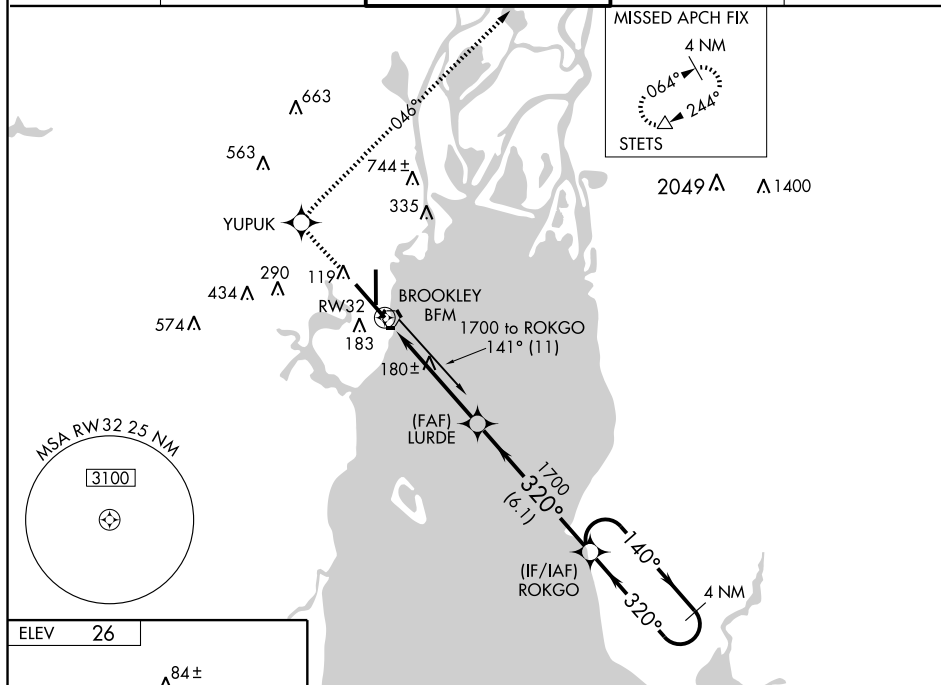 MISSED APCH FIX
4 NM
064°
244°
STETS
663
046°
563
744±
2049
1400
335
YUPUK
119
290
434
RW32
BROOKLEY
BFM
574
183
1700 to ROKGO
141° (11)
180±
(FAF)
LURDE
MSA RW32 25 NM
3100
1700
320°
(6.1)
140°
(IF/IAF)
ROKGO
4 NM
320°
ELEV 26
84±